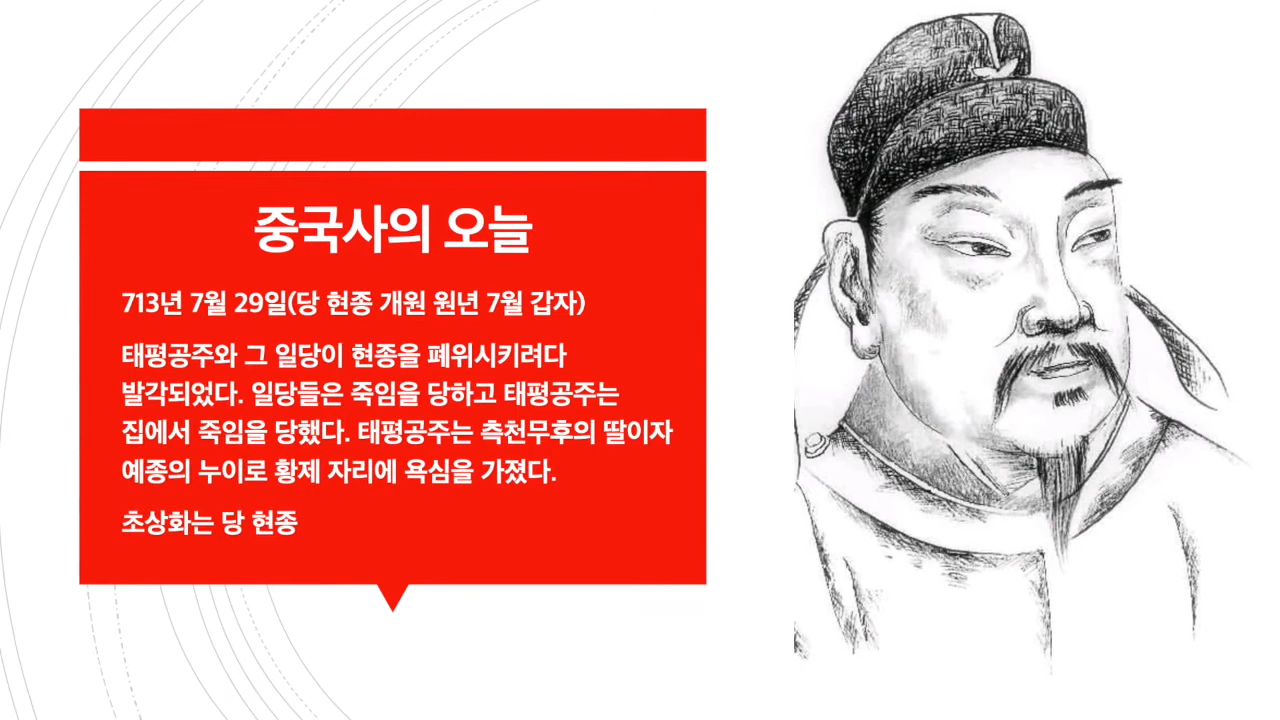 중국사의 오늘
713년 7월 29일(당 현종 개원 원년 7월 갑자)
태평공주와 그 일당이 현종을 폐위시키려다
발각되었다. 일당들은 죽임을 당하고 태평공주는
집에서 죽임을 당했다. 태평공주는 측천무후의 딸이자
예종의 누이로 황제 자리에 욕심을 가졌다.
초상화는 당 현종